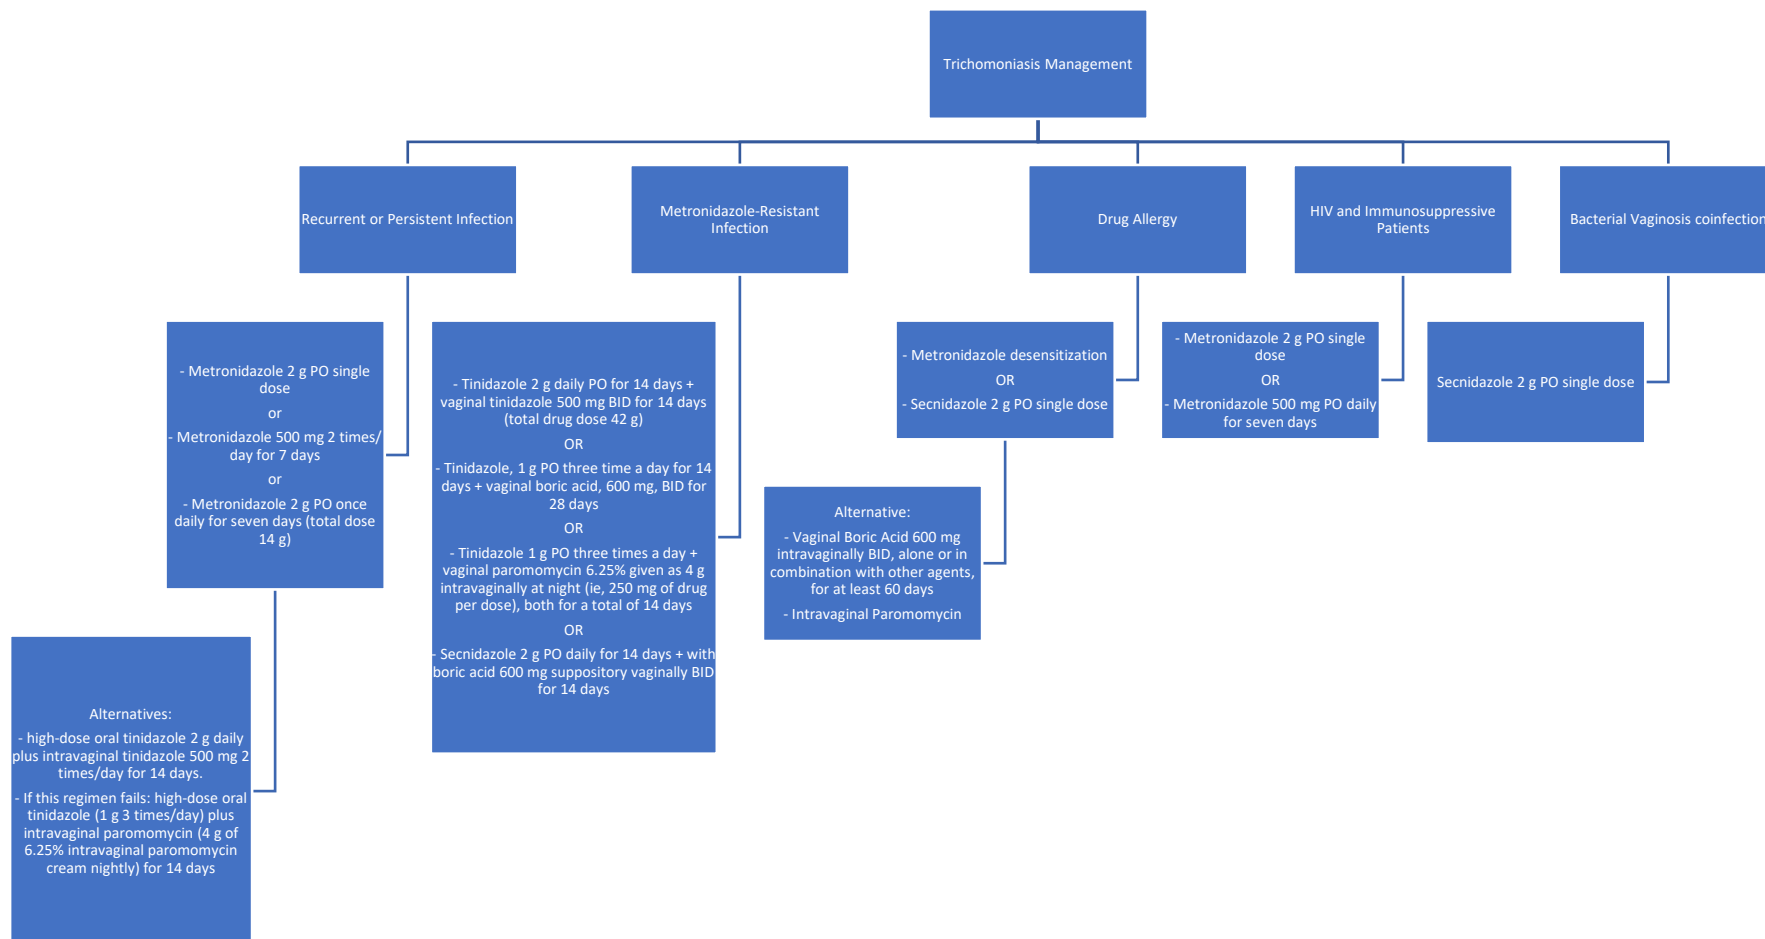 Trichomoniasis Management
Recurrent or Persistent Infection
Metronidazole-Resistant
Infection
Drug Allergy
HIV and Immunosuppressive
Patients
Bacterial Vaginosis coinfection
- Metronidazole 2 g PO single
dose
or
- Metronidazole 500 mg 2 times/
day for 7 days
or
- Metronidazole 2 g PO once
daily for seven days (total dose
14 g)
Alternatives:
- high-dose oral tinidazole 2 g daily
plus intravaginal tinidazole 500 mg 2
times/day for 14 days.
- If this regimen fails: high-dose oral
tinidazole (1 g 3 times/day) plus
intravaginal paromomycin (4 g of
6.25% intravaginal paromomycin
cream nightly) for 14 days
- Tinidazole 2 g daily PO for 14 days +
vaginal tinidazole 500 mg BID for 14 days
(total drug dose 42 g)
OR
- Tinidazole, 1 g PO three time a day for 14
days + vaginal boric acid, 600 mg, BID for
28 days
OR
- Tinidazole 1 g PO three times a day +
vaginal paromomycin 6.25% given as 4 g
intravaginally at night (ie, 250 mg of drug
per dose), both for a total of 14 days
OR
- Secnidazole 2 g PO daily for 14 days + with
boric acid 600 mg suppository vaginally BID
for 14 days
- Metronidazole desensitization
OR
- Secnidazole 2 g PO single dose
Alternative:
- Vaginal Boric Acid 600 mg
intravaginally BID, alone or in
combination with other agents,
for at least 60 days
- Intravaginal Paromomycin
- Metronidazole 2 g PO single
dose
OR
- Metronidazole 500 mg PO daily
for seven days
Secnidazole 2 g PO single dose